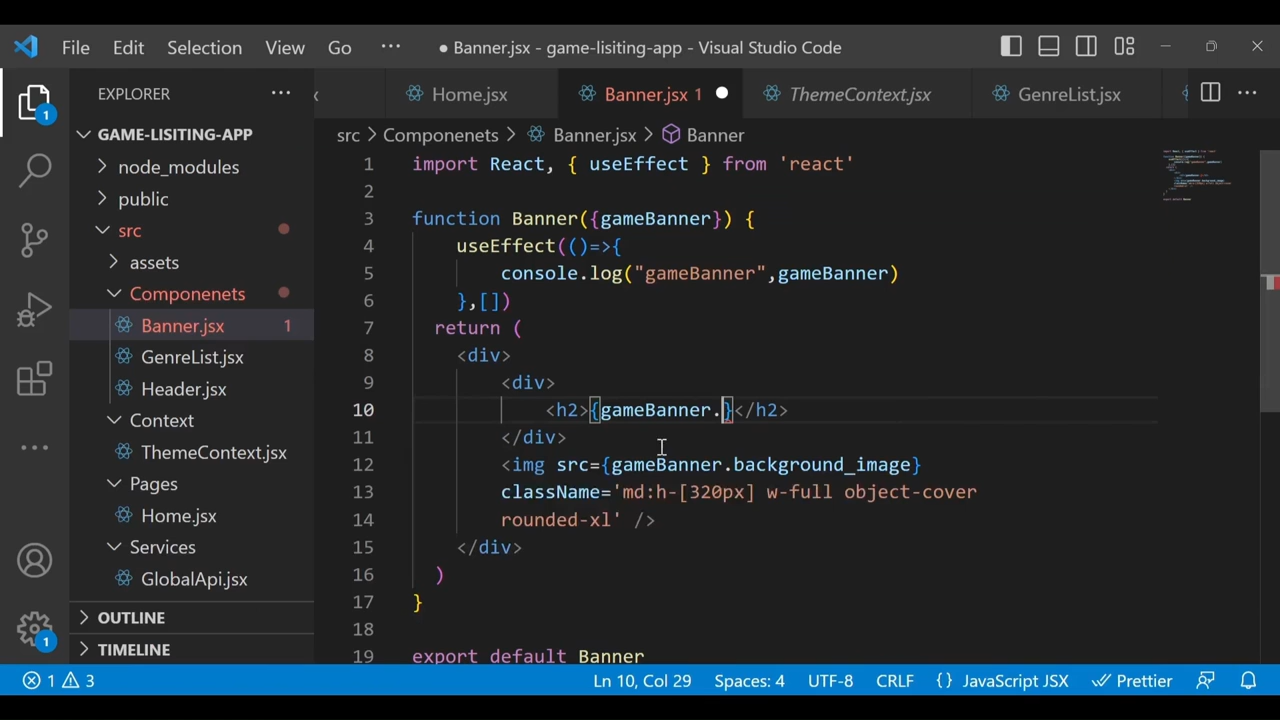 File Edit Selection View Go ··· ● Banner.jsx - game-lisiting-app - Visual Studio Code
EXPLORER ···
Home.jsx Banner.jsx 1 ● ThemeContext.jsx GenreList.jsx ···
GAME-LISITING-APP
node_modules
public
src
assets
Componenets
Banner.jsx 1
GenreList.jsx
Header.jsx
Context
ThemeContext.jsx
Pages
Home.jsx
Services
GlobalApi.jsx
OUTLINE
TIMELINE
1
1
src > Componenets > Banner.jsx > Banner
1 import React, { useEffect } from 'react'
2
3 function Banner({gameBanner}) {
4 useEffect(()=>{
5 console.log("gameBanner",gameBanner)
6 },[])
7 return (
8 <div>
9 <div>
10 <h2>{gameBanner.}</h2>
11 </div>
12 <img src={gameBanner.background_image}
13 className='md:h-[320px] w-full object-cover
14 rounded-xl' />
15 </div>
16 )
17 }
18
19 export default Banner
1 3 Ln 10, Col 29 Spaces: 4 UTF-8 CRLF {} JavaScript JSX Prettier